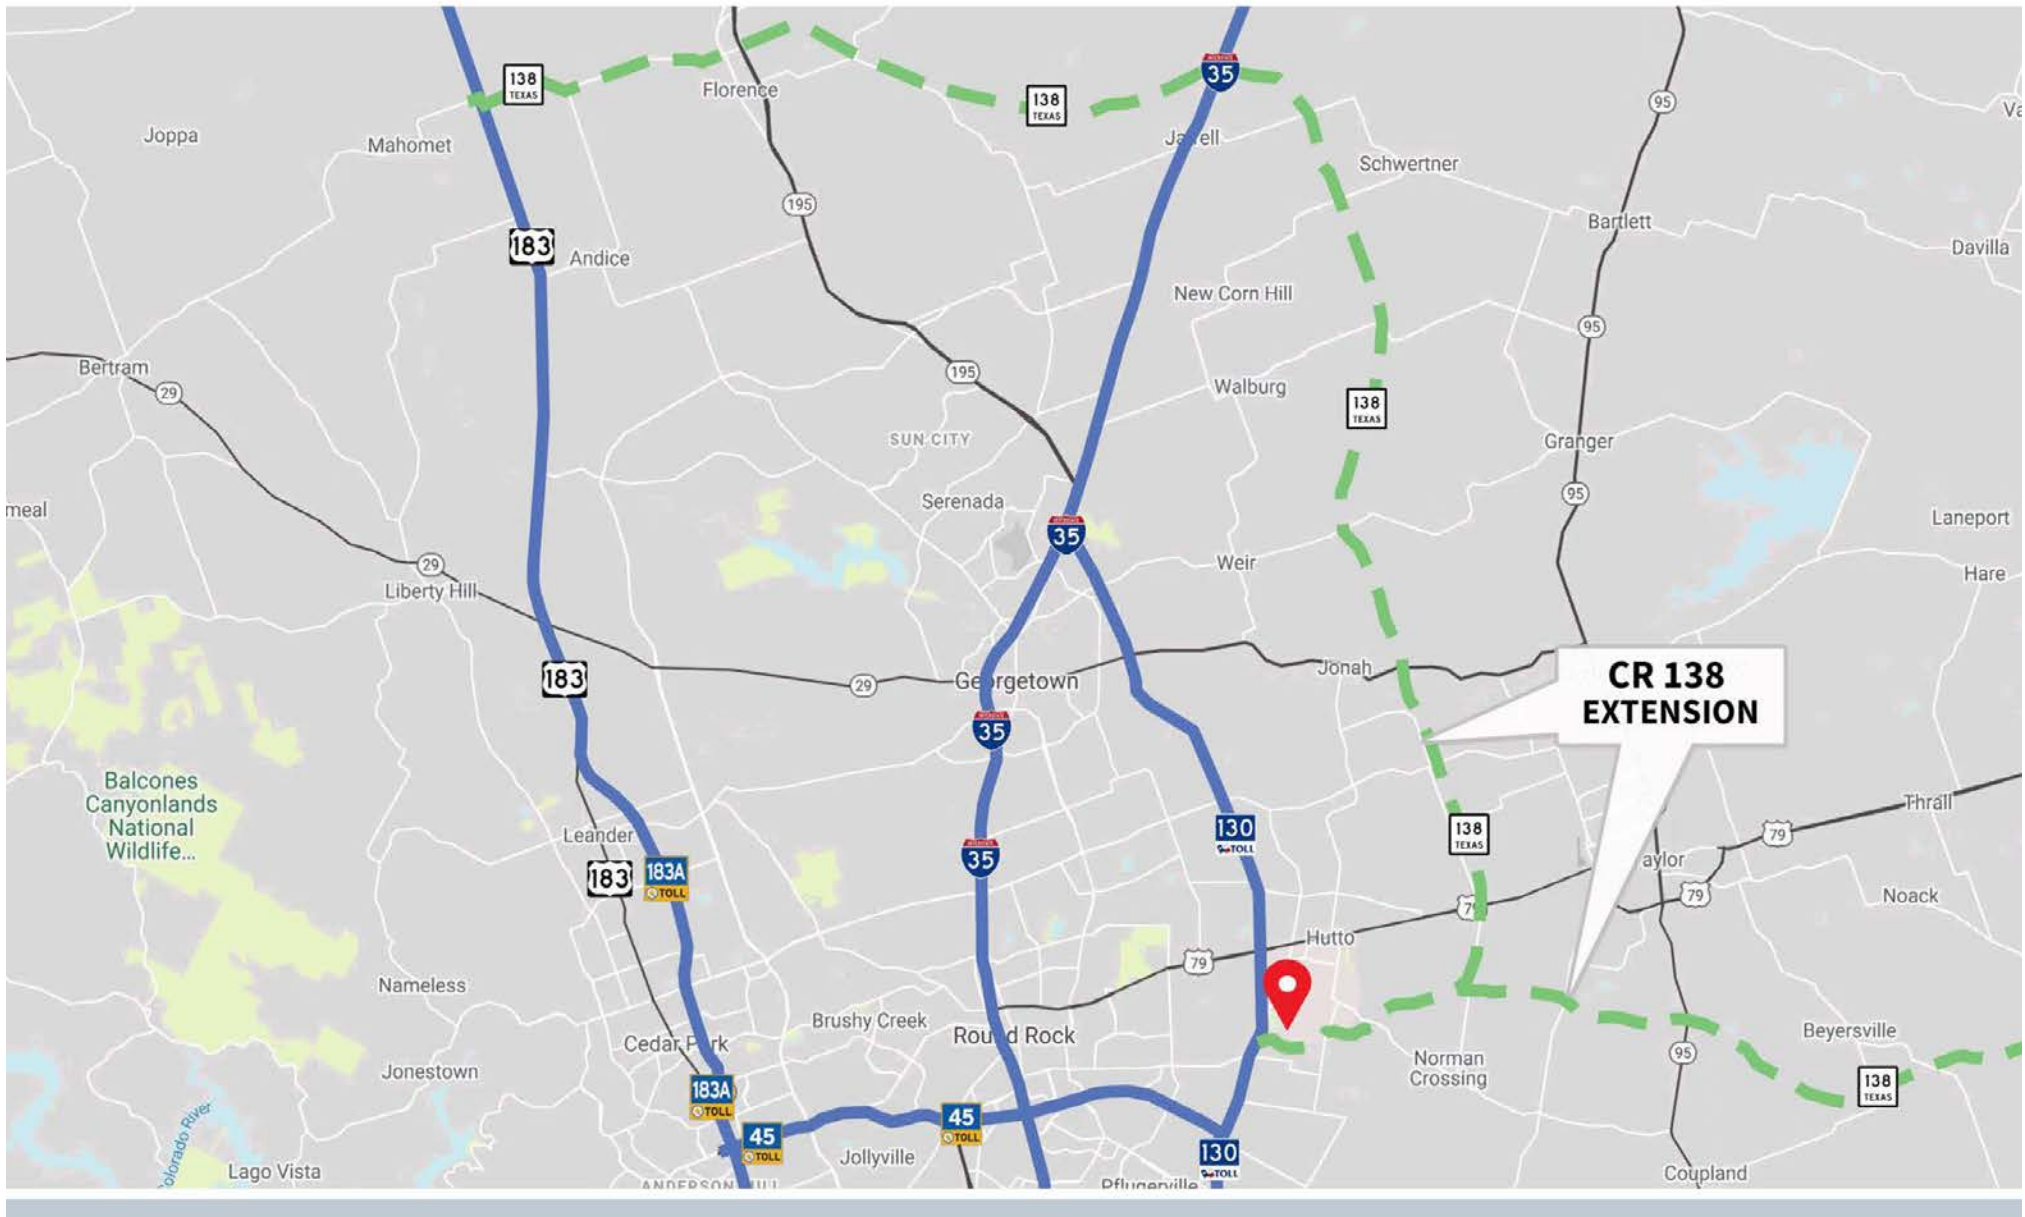 35
138
TEXAS
Florence
95
138
TEXAS
Va
Joppa
Mahomet
Jarrell
Schwertner
195
Bartlett
183
Andice
Davilla
New Corn Hill
95
Bertram
29
195
Walburg
138
TEXAS
SUN CITY
Granger
95
meal
Serenada
Laneport
35
29
Weir
Hare
Liberty Hill
183
29
Georgetown
Jonah
CR 138
EXTENSION
35
Balcones
Canyonlands
National
Wildlife...
Thrall
130
TOLL
138
TEXAS
79
Leander
35
aylor
183
183A
TOLL
79
79
Noack
Hutto
79
Nameless
Brushy Creek
Round Rock
Cedar Park
Beyersville
95
Norman
Crossing
Jonestown
138
TEXAS
183A
TOLL
45
TOLL
45
TOLL
Colorado River
Lago Vista
Jollyville
130
TOLL
Coupland
Pflugerville